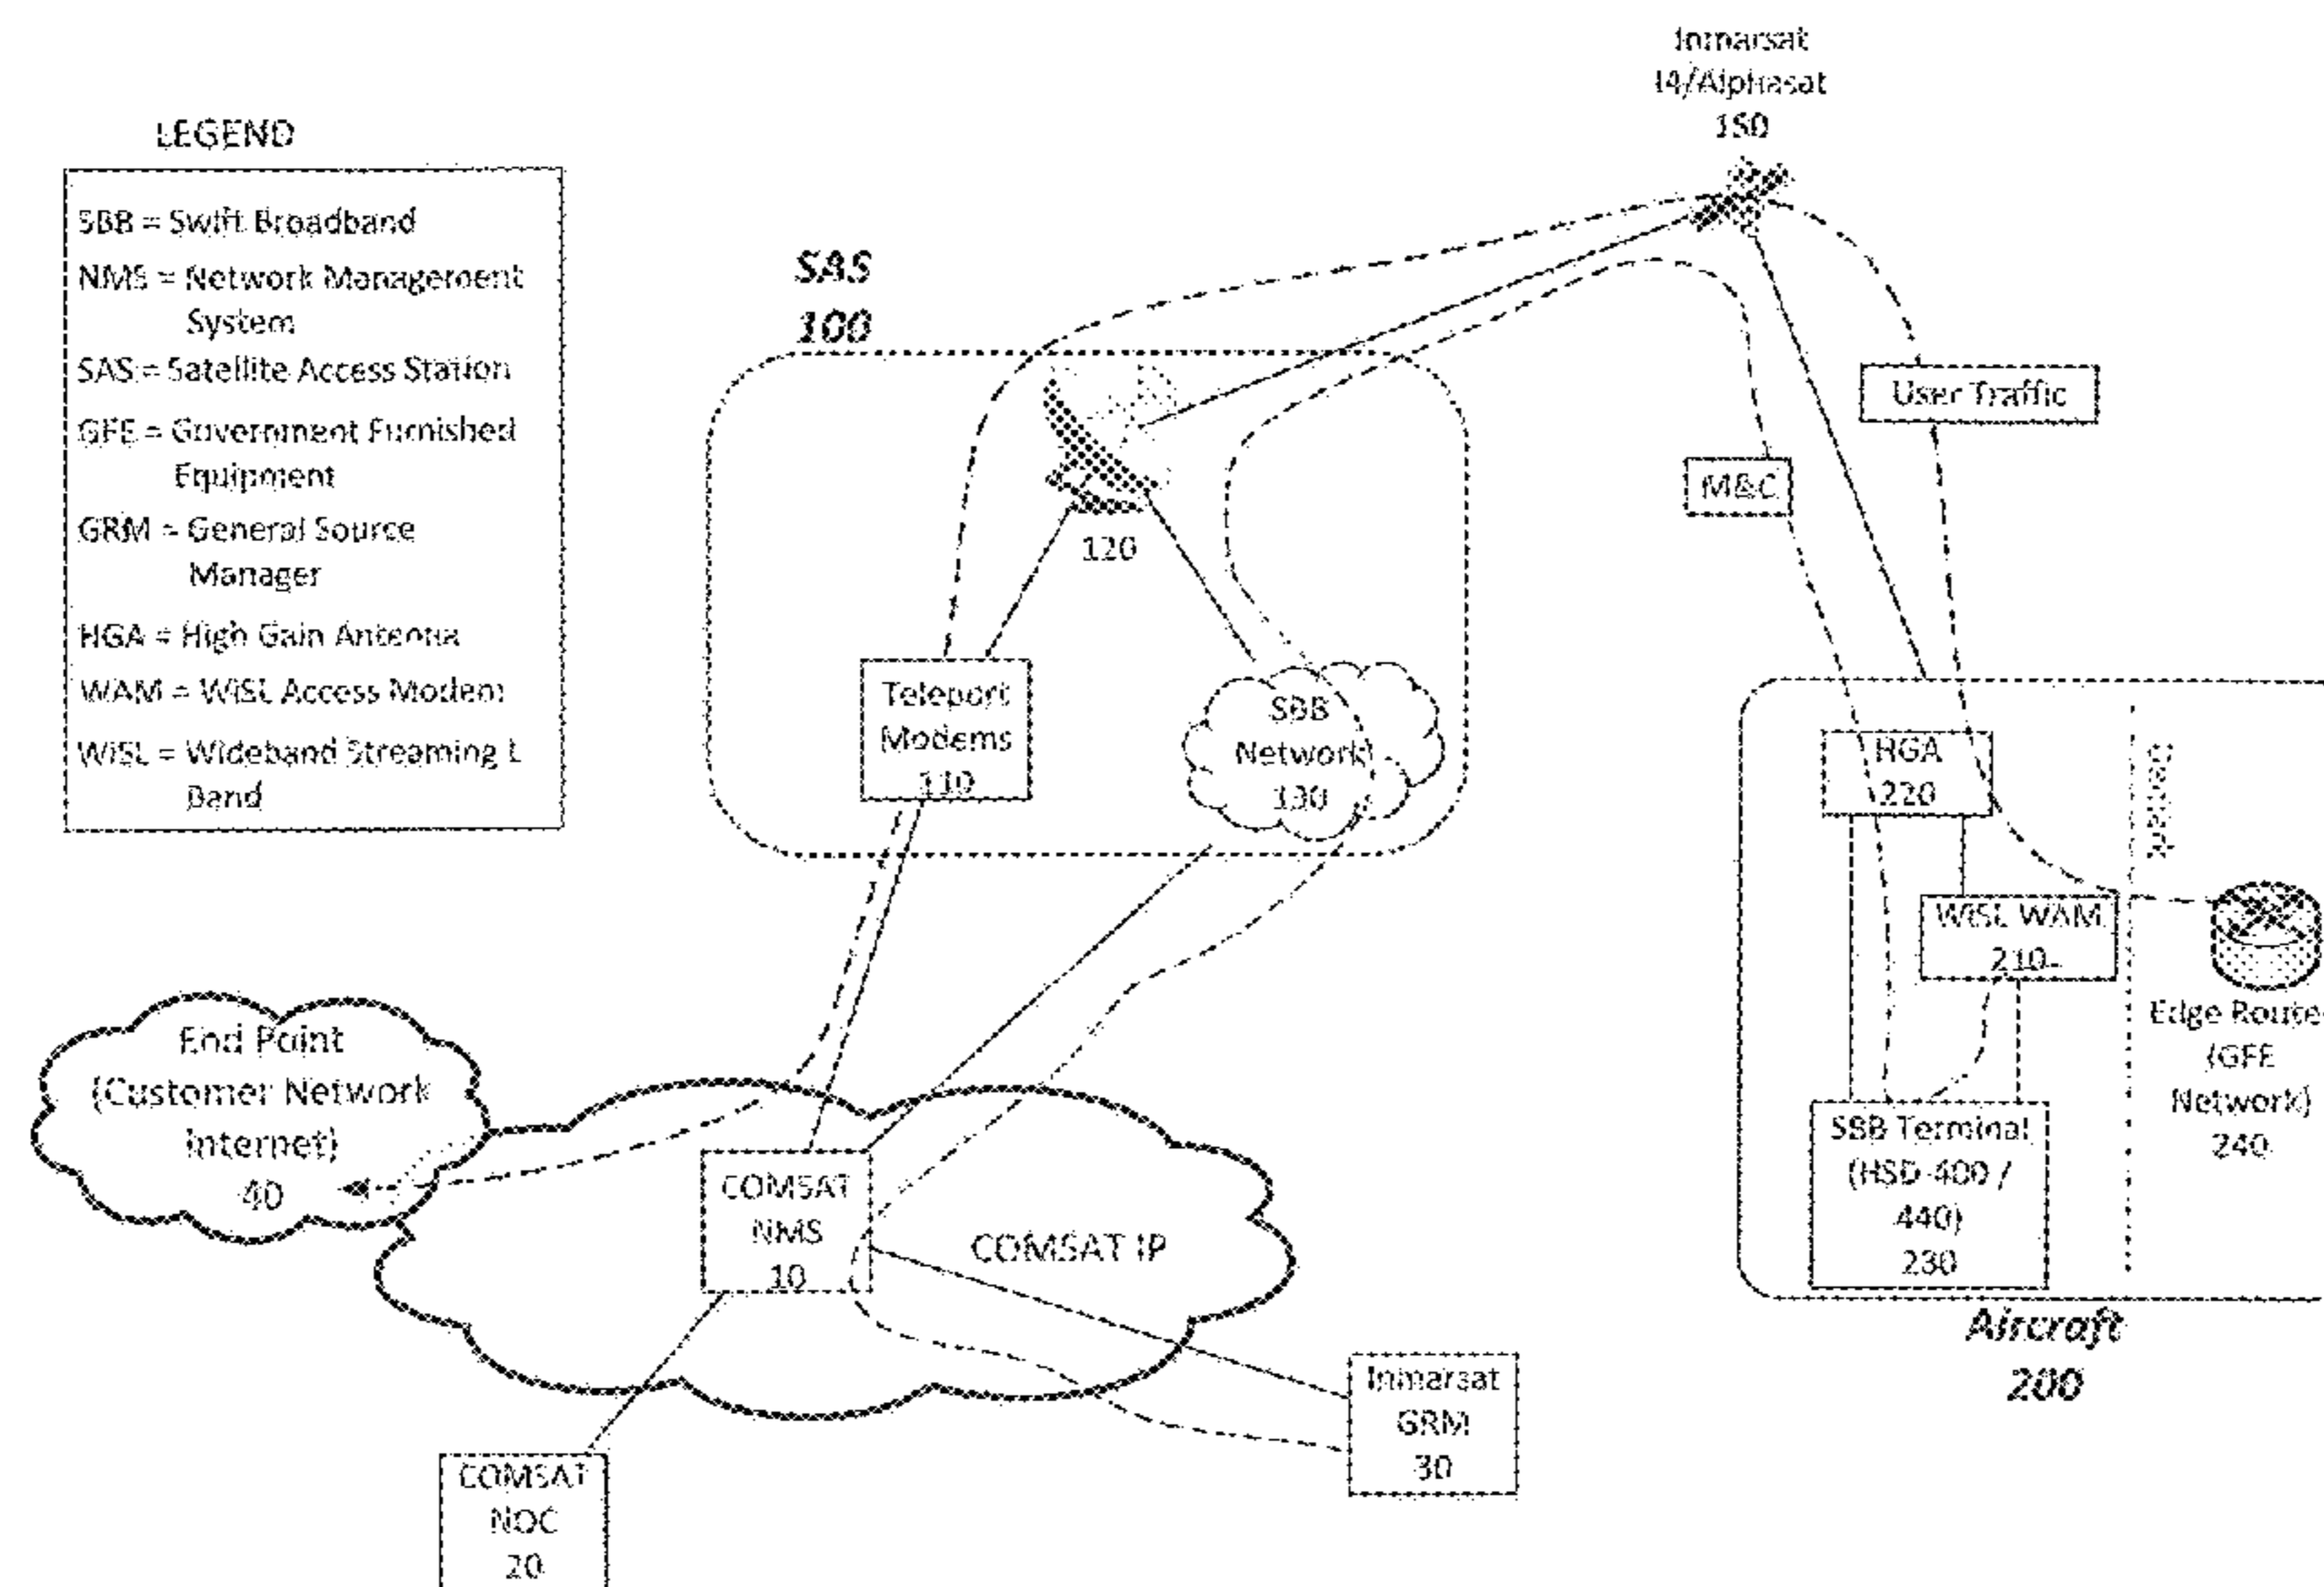 Inmarsat
I4/Alphasat
150
LEGEND
SBB = Swift Broadband
NMS = Network Management
System
SAS = Satellite Access Station
GFE = Government Furnished
Equipment
GRM = General Source
Manager
HGA = High Gain Antenna
WAM = WiSL Access Modem
WiSL = Wideband Streaming L
Band
SAS
100
120
User Traffic
M&C
Teleport
Modems
110
SBB
Network
130
HGA
220
WiSL WAM
210
SBB Terminal
(HSD-400 /
440)
230
Edge Route
(GFE
Network)
240
Aircraft
200
End Point
(Customer Network
Internet)
40
COMSAT
NMS
10
COMSAT IP
Inmarsat
GRM
30
COMSAT
NOC
20